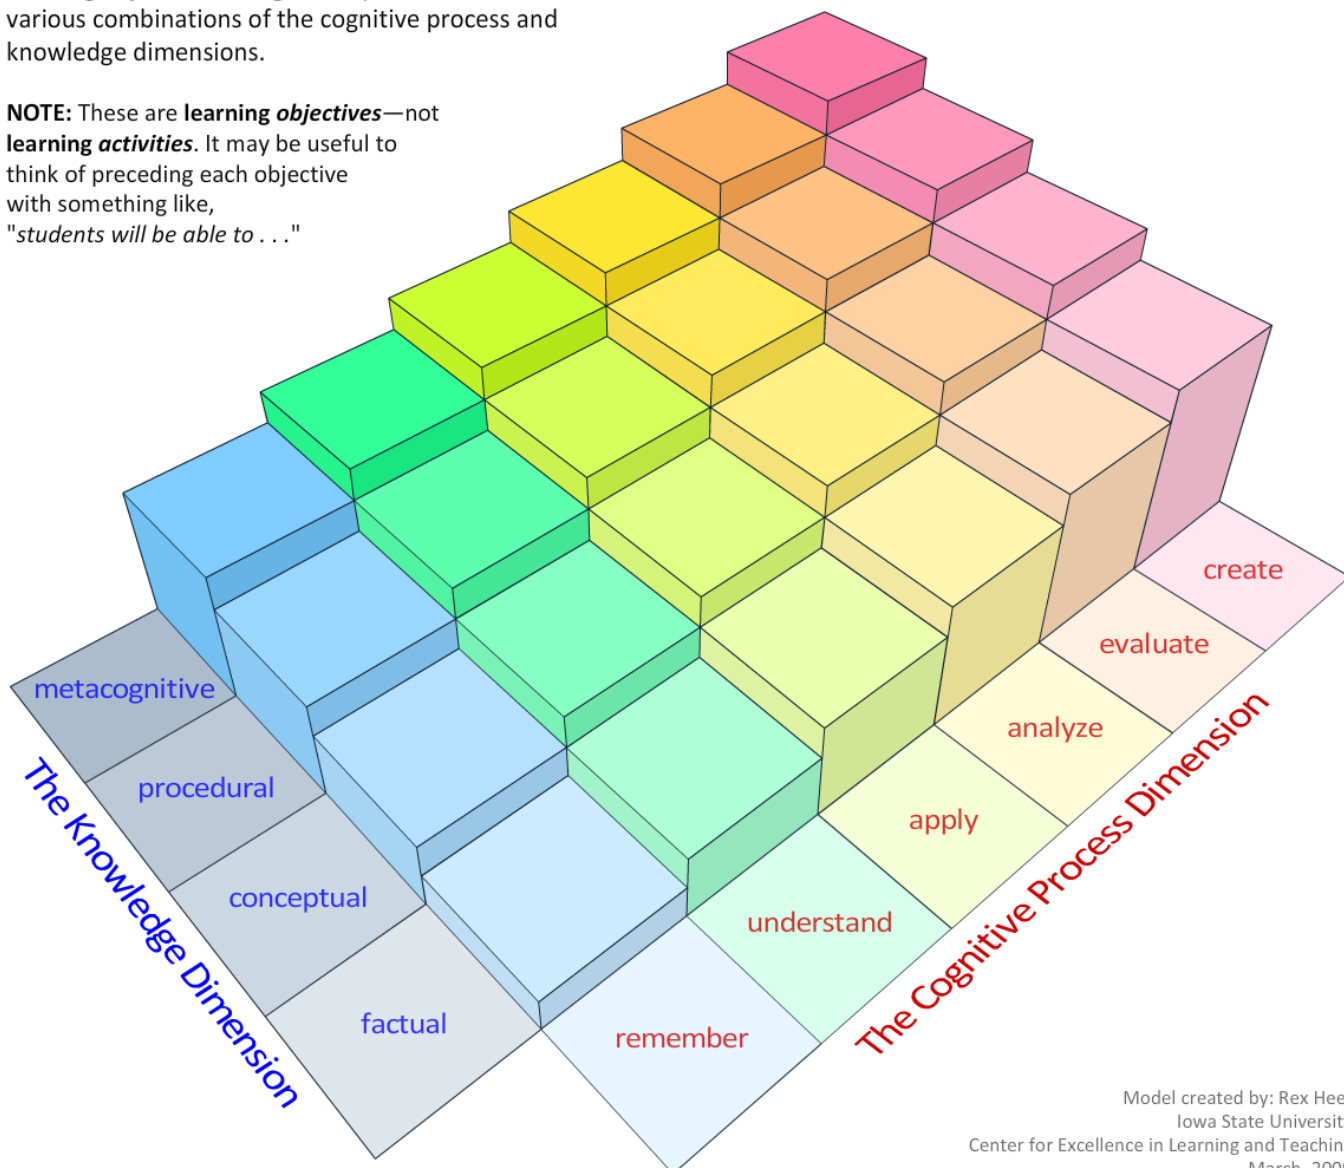 various combinations of the cognitive process and
knowledge dimensions.
NOTE: These are learning objectives—not
learning activities. It may be useful to
think of preceding each objective
with something like,
"students will be able to . . ."
metacognitive
procedural
conceptual
factual
The Knowledge Dimension
remember
understand
apply
analyze
evaluate
create
The Cognitive Process Dimension
Model created by: Rex Hee
Iowa State Universit
Center for Excellence in Learning and Teachin
March, 200